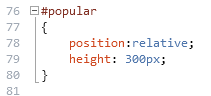 76 #popular
77 {
78 position:relative;
79 height: 300px;
80 }
81